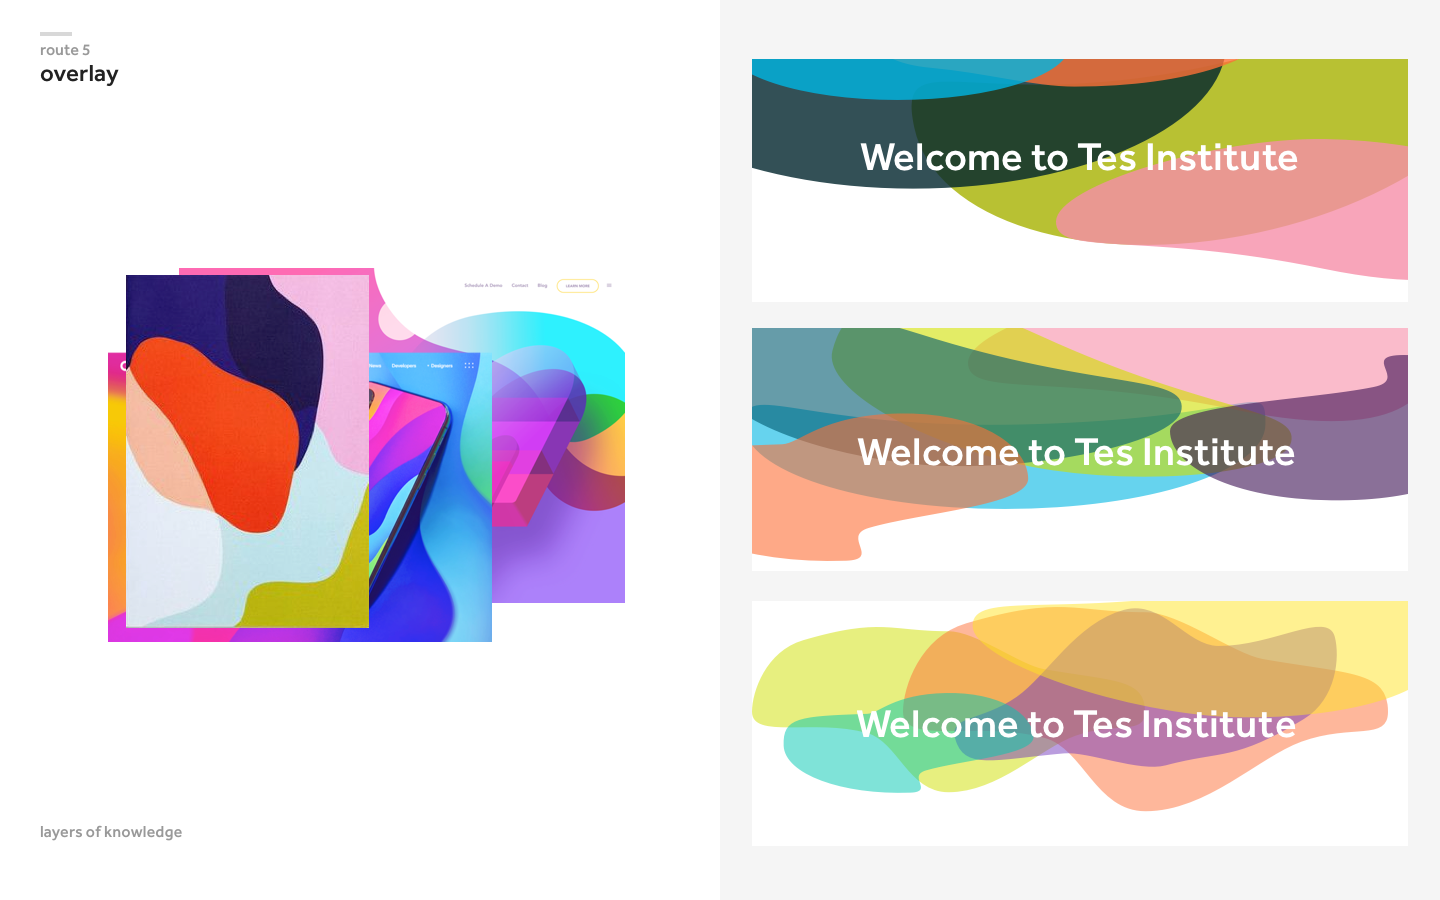 route 5
overlay
Schedule A Demo Contact Blog LEARN MORE
News Developers + Designers
layers of knowledge
Welcome to Tes Institute
Welcome to Tes Institute
Welcome to Tes Institute